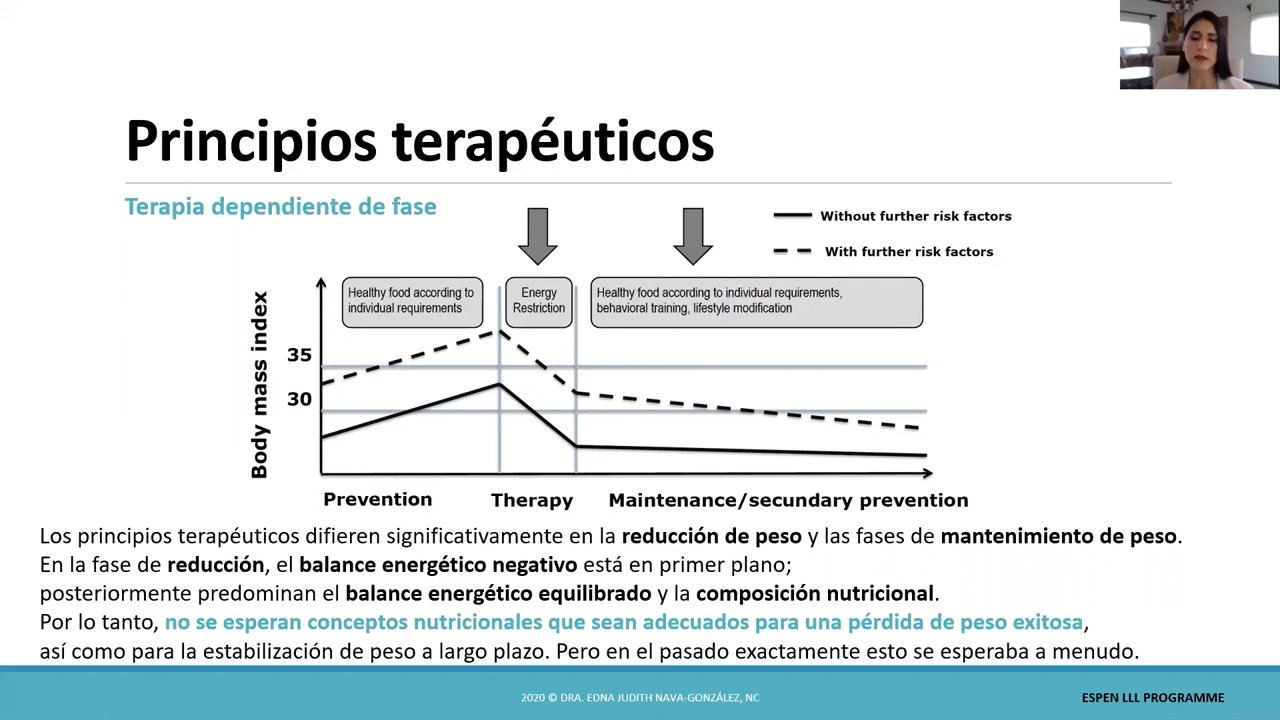 Principios terapéuticos
Terapia dependiente de fase
Without further risk factors
With further risk factors
Healthy food according to
individual requirements
Energy
Restriction
Healthy food according to individual requirements,
behavioral training, lifestyle modification
Body mass index
35
30
Prevention
Therapy
Maintenance/secundary prevention
Los principios terapéuticos difieren significativamente en la reducción de peso y las fases de mantenimiento de peso.
En la fase de reducción, el balance energético negativo está en primer plano;
posteriormente predominan el balance energético equilibrado y la composición nutricional.
Por lo tanto, no se esperan conceptos nutricionales que sean adecuados para una pérdida de peso exitosa,
así como para la estabilización de peso a largo plazo. Pero en el pasado exactamente esto se esperaba a menudo.
2020 © DRA. EDNA JUDITH NAVA-GONZÁLEZ, NC
ESPEN LLL PROGRAMME